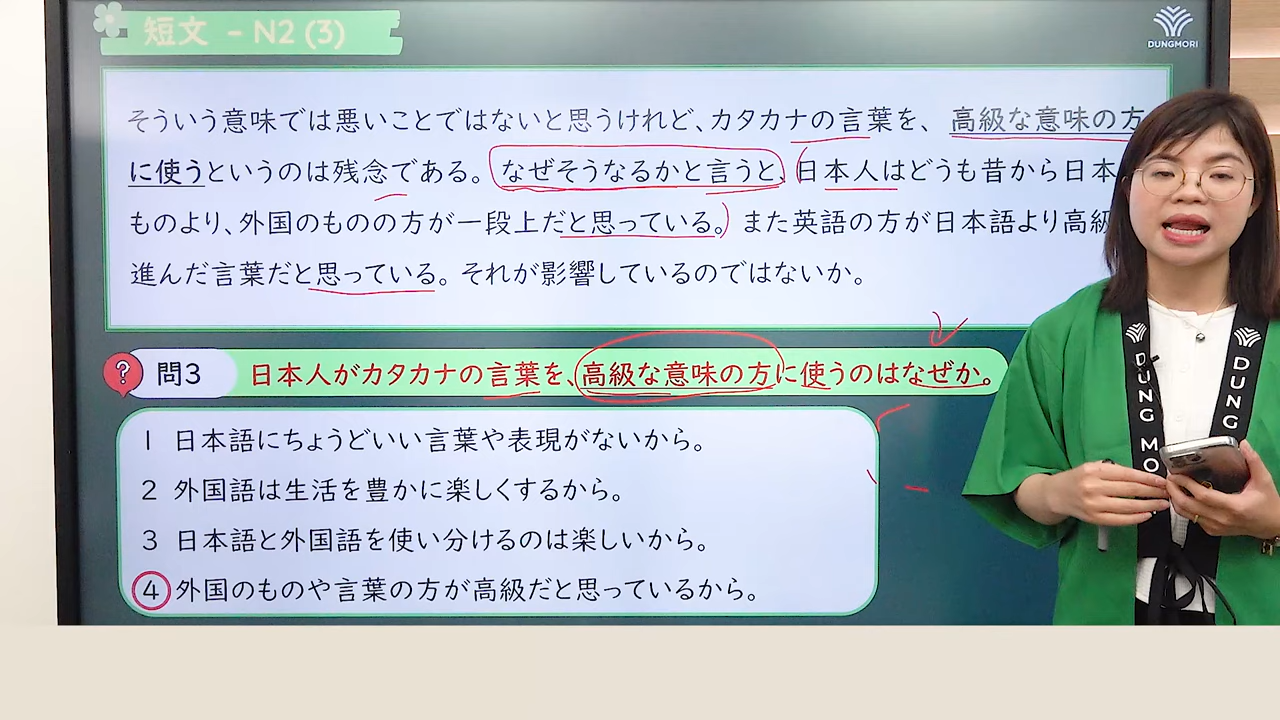 短文 - N2 (3)
DUNGMORI
そういう意味では悪いことではないと思うけれど、カタカナの言葉を、高級な意味の方
に使うというのは残念である。なぜそうなるかと言うと、日本人はどうも昔から日本
ものより、外国のものの方が一段上だと思っている。また英語の方が日本語より高級
進んだ言葉だと思っている。それが影響しているのではないか。
? 問3 日本人がカタカナの言葉を、高級な意味の方に使うのはなぜか。
1 日本語にちょうどいい言葉や表現がないから。
2 外国語は生活を豊かに楽しくするから。
3 日本語と外国語を使い分けるのは楽しいから。
4 外国のものや言葉の方が高級だと思っているから。
DUNG MO
DUNG